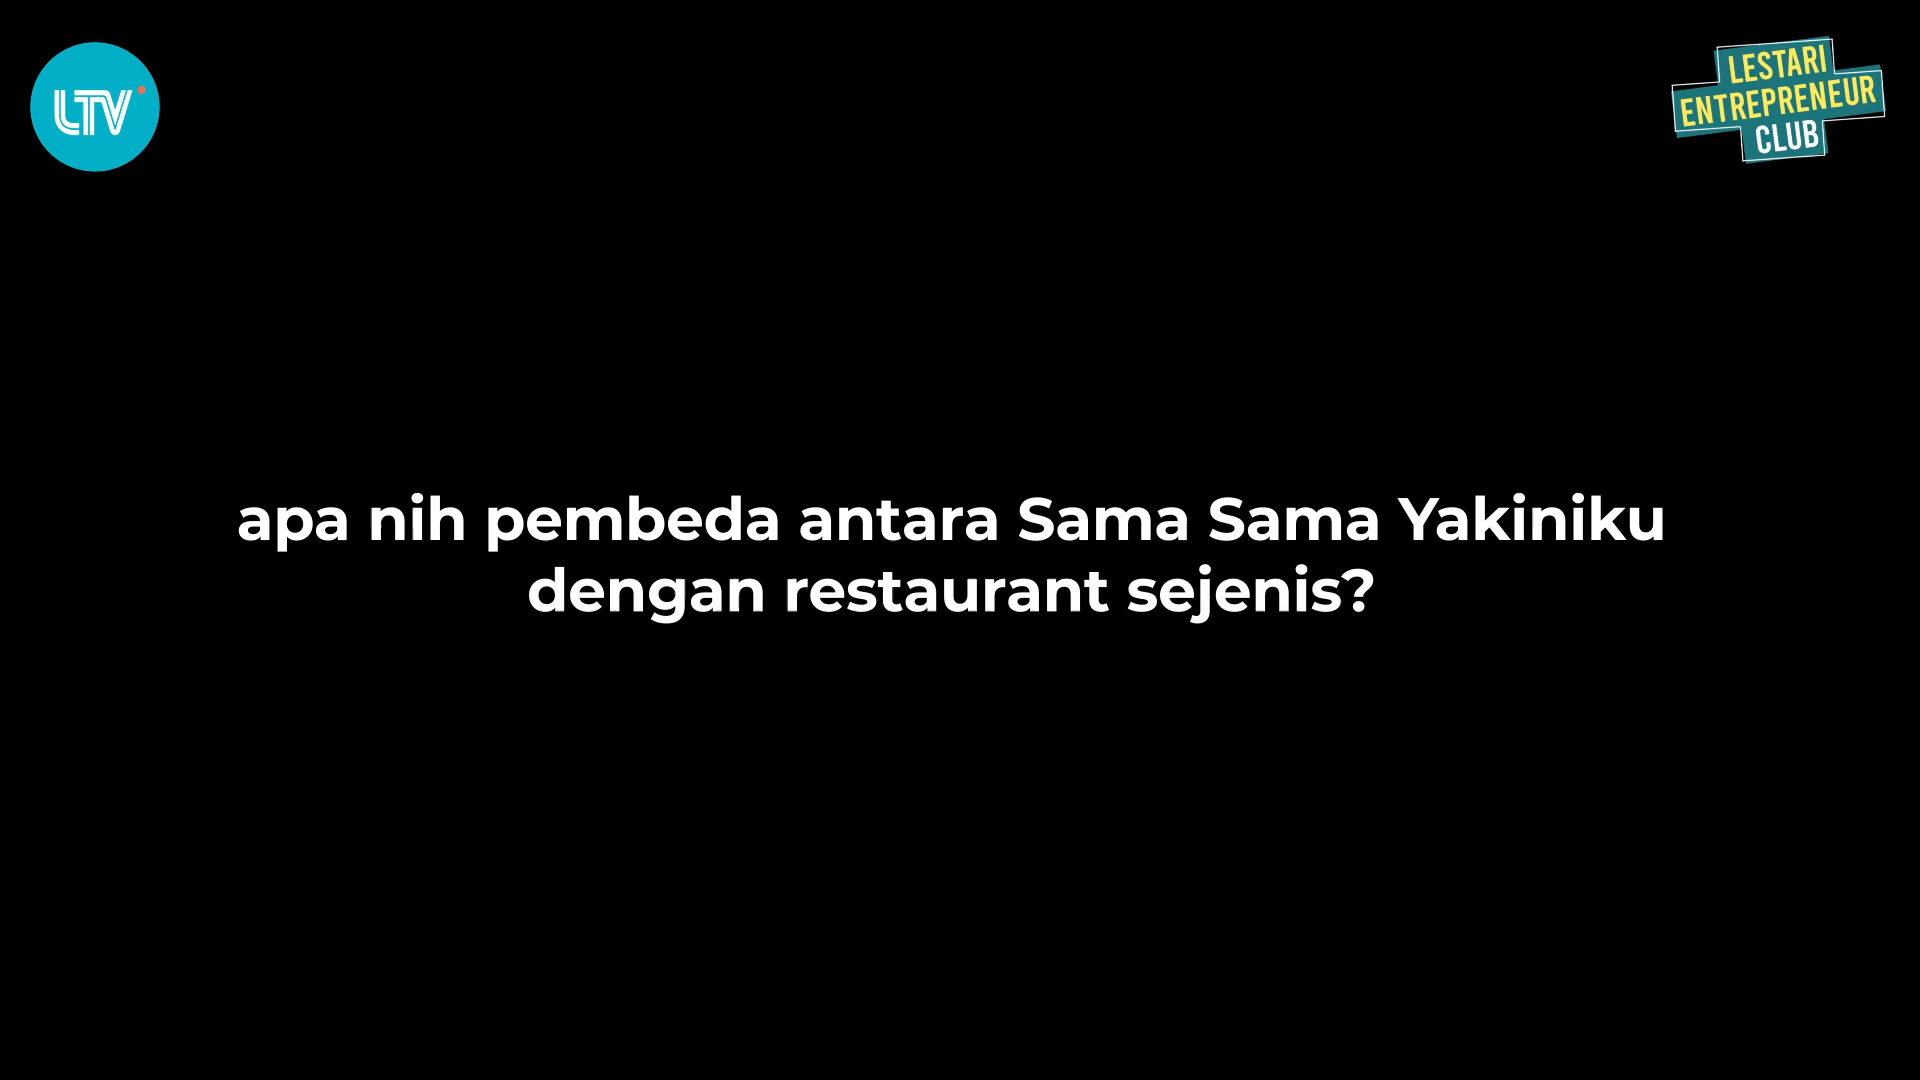 LTV
LESTARI
ENTREPRENEUR
CLUB
apa nih pembeda antara Sama Sama Yakiniku
dengan restaurant sejenis?